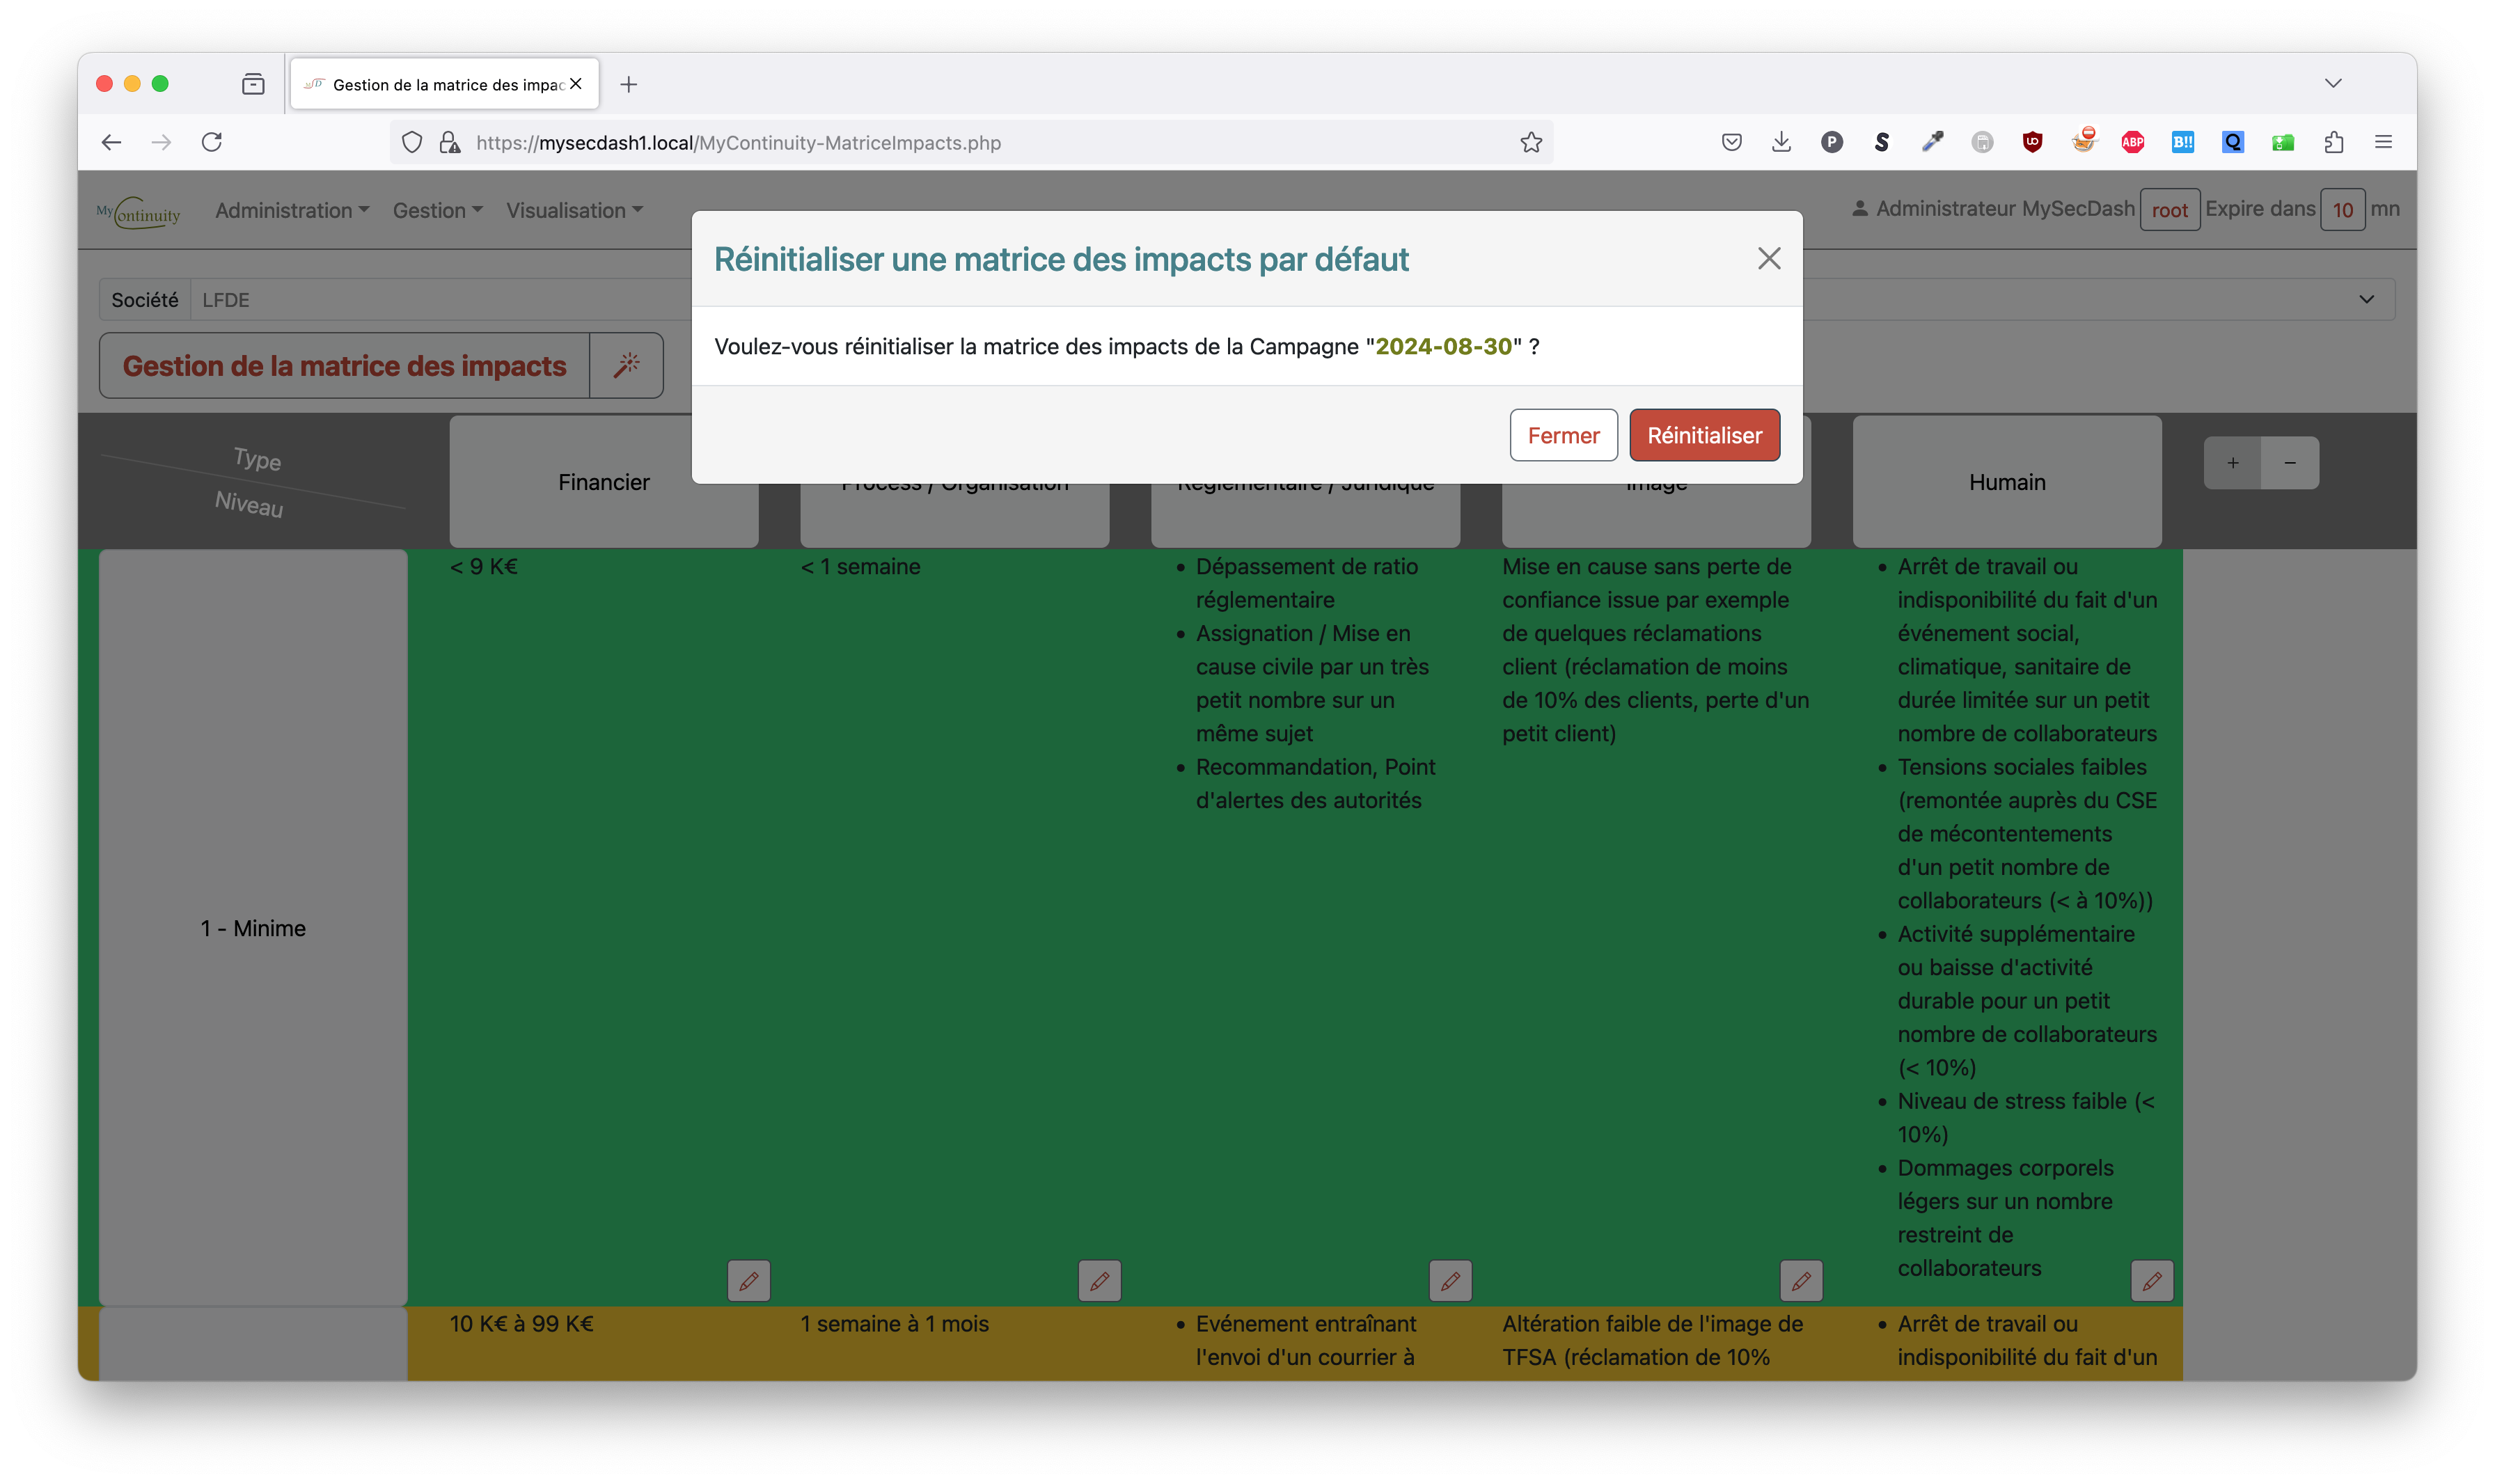 Gestion de la matrice des impac
https://mysecdash1.local/MyContinuity-MatriceImpacts.php
MyContinuity Administration Gestion Visualisation
Administrateur MySecDash root Expire dans 10 mn
Réinitialiser une matrice des impacts par défaut
Société LFDE
Voulez-vous réinitialiser la matrice des impacts de la Campagne "2024-08-30" ?
Gestion de la matrice des impacts
Fermer Réinitialiser
Type
Niveau
Financier
Process / Organisation
Réglementaire / Juridique
Image
Humain
+ −
1 - Minime
< 9 K€
< 1 semaine
• Dépassement de ratio
réglementaire
• Assignation / Mise en
cause civile par un très
petit nombre sur un
même sujet
• Recommandation, Point
d'alertes des autorités
Mise en cause sans perte de
confiance issue par exemple
de quelques réclamations
client (réclamation de moins
de 10% des clients, perte d'un
petit client)
• Arrêt de travail ou
indisponibilité du fait d'un
événement social,
climatique, sanitaire de
durée limitée sur un petit
nombre de collaborateurs
• Tensions sociales faibles
(remontée auprès du CSE
de mécontentements
d'un petit nombre de
collaborateurs (< à 10%))
• Activité supplémentaire
ou baisse d'activité
durable pour un petit
nombre de collaborateurs
(< 10%)
• Niveau de stress faible (<
10%)
• Dommages corporels
légers sur un nombre
restreint de
collaborateurs
10 K€ à 99 K€
1 semaine à 1 mois
• Evénement entraînant
l'envoi d'un courrier à
Altération faible de l'image de
TFSA (réclamation de 10%
• Arrêt de travail ou
indisponibilité du fait d'un